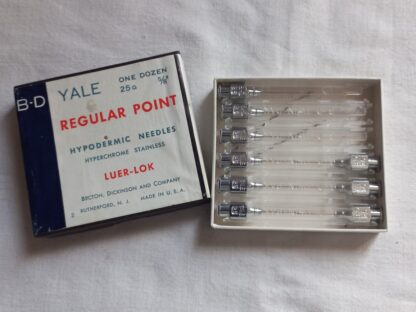 B-D
YALE
ONE DOZEN
25G 5/8
REGULAR POINT
HYPODERMIC NEEDLES
HYPERCHROME STAINLESS
LUER-LOK
BECTON, DICKINSON AND COMPANY
2 RUTHERFORD, N. J. MADE IN U.S.A.